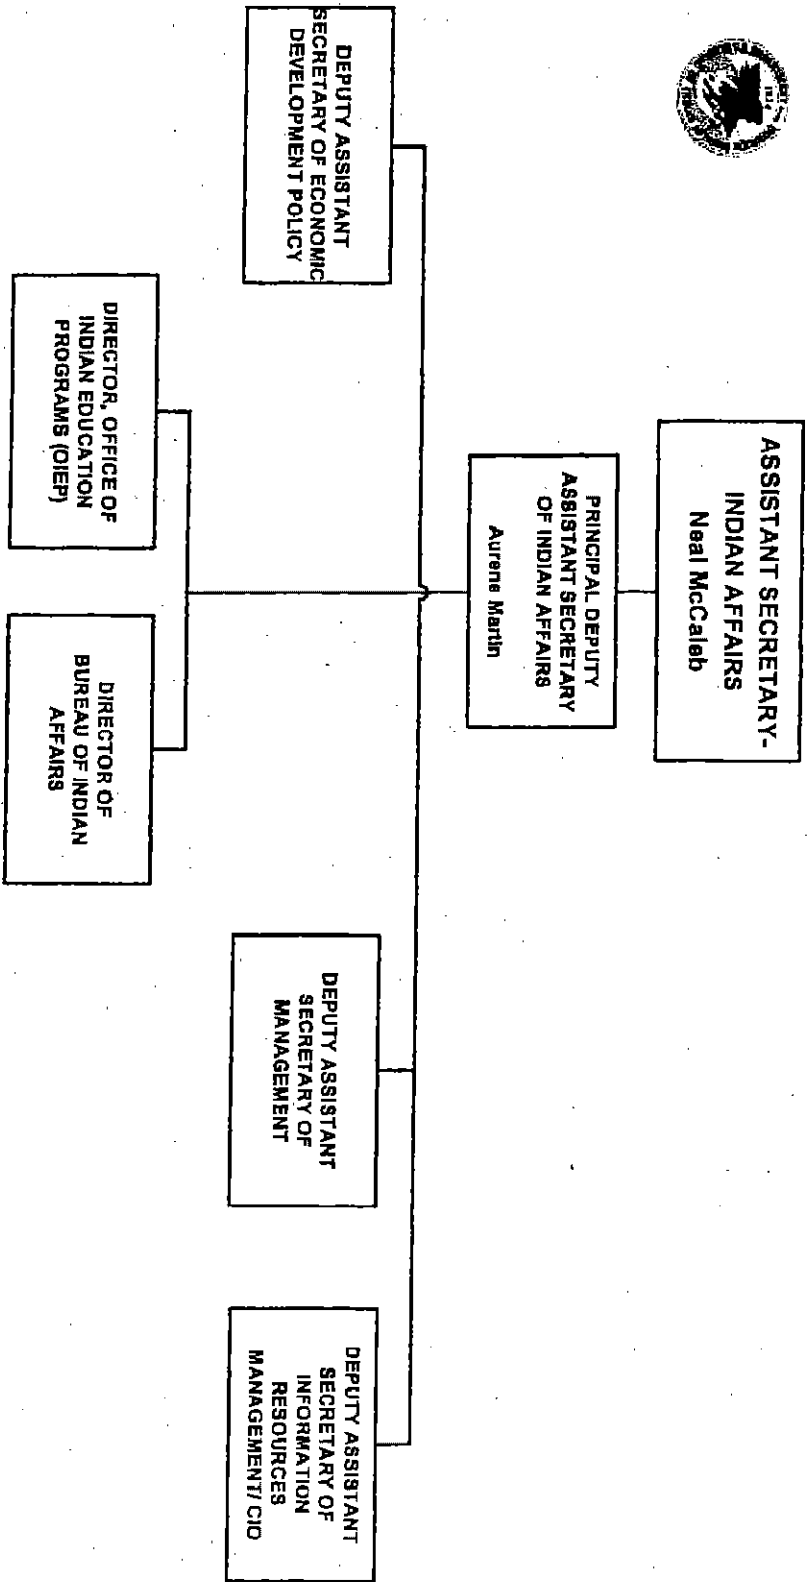 ASSISTANT SECRETARY-
INDIAN AFFAIRS
Neal McCaleb
PRINCIPAL DEPUTY
ASSISTANT SECRETARY
OF INDIAN AFFAIRS
Aurene Martin
DEPUTY ASSISTANT
SECRETARY OF ECONOMIC
DEVELOPMENT POLICY
DEPUTY ASSISTANT
SECRETARY OF
MANAGEMENT
DEPUTY ASSISTANT
SECRETARY OF
INFORMATION
RESOURCES
MANAGEMENT/ CIO
DIRECTOR, OFFICE OF
INDIAN EDUCATION
PROGRAMS (OIEP)
DIRECTOR OF
BUREAU OF INDIAN
AFFAIRS